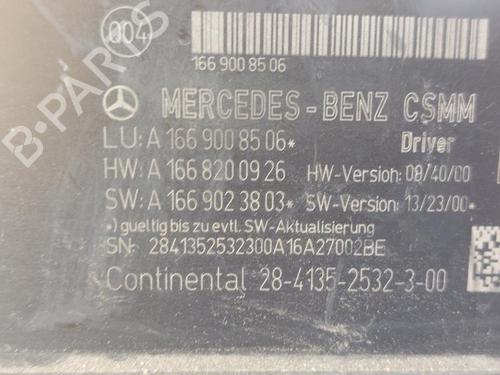 004
166 900 85 06
MERCEDES-BENZ CSMM
LU: A 166 900 85 06* Driver
HW: A 166 820 09 26 HW-Version: 08/40/00
SW: A 166 902 38 03* SW-Version: 13/23/00*
*) gueltig bis zu evtl. SW-Aktualisierung
SN: 2841352532300A16A27002BE
Continental 28-4135-2532-3-00